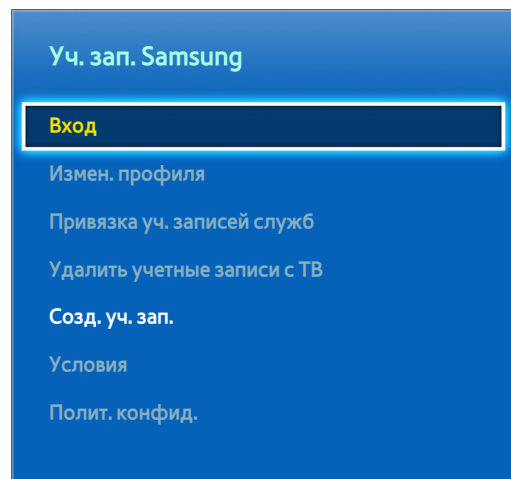 Уч. зап. Samsung
Вход
Измен. профиля
Привязка уч. записей служб
Удалить учетные записи с ТВ
Созд. уч. зап.
Условия
Полит. конфид.